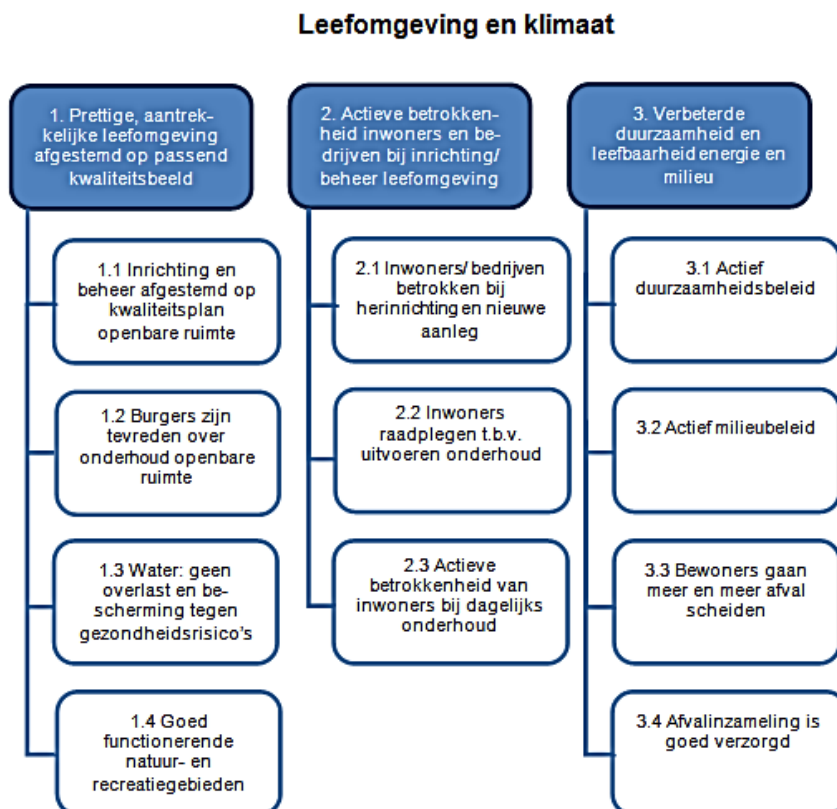 Leefomgeving en klimaat
1. Prettige, aantrek-
kelijke leefomgeving
afgestemd op passend
kwaliteitsbeeld
1.1 Inrichting en
beheer afgestemd op
kwaliteitsplan
openbare ruimte
1.2 Burgers zijn
tevreden over
onderhoud openbare
ruimte
1.3 Water: geen
overlast en be-
scherming tegen
gezondheidsrisico's
1.4 Goed
functionerende
natuur- en
recreatiegebieden
2. Actieve betrokken-
heid inwoners en be-
drijven bij inrichting/
beheer leefomgeving
2.1 Inwoners/ bedrijven
betrokken bij
herinrichting en nieuwe
aanleg
2.2 Inwoners
raadplegen t.b.v.
uitvoeren onderhoud
2.3 Actieve
betrokkenheid van
inwoners bij dagelijks
onderhoud
3. Verbeterde
duurzaamheid en
leefbaarheid energie en
milieu
3.1 Actief
duurzaamheidsbeleid
3.2 Actief milieubeleid
3.3 Bewoners gaan
meer en meer afval
scheiden
3.4 Afvalinzameling is
goed verzorgd